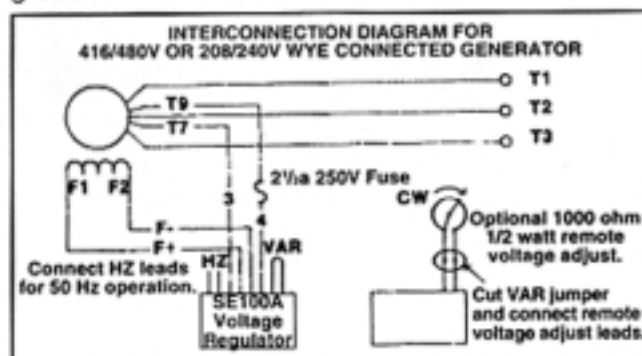 INTERCONNECTION DIAGRAM FOR
416/480V OR 208/240V WYE CONNECTED GENERATOR
T1
T9
T2
T7
T3
F1 F2
3
2½a 250V Fuse
4
CW
Optional 1000 ohm
1/2 watt remote
voltage adjust.
F-
F+
HZ
VAR
Connect HZ leads
for 50 Hz operation.
SE100A
Voltage
Regulator
Cut VAR jumper
and connect remote
voltage adjust leads